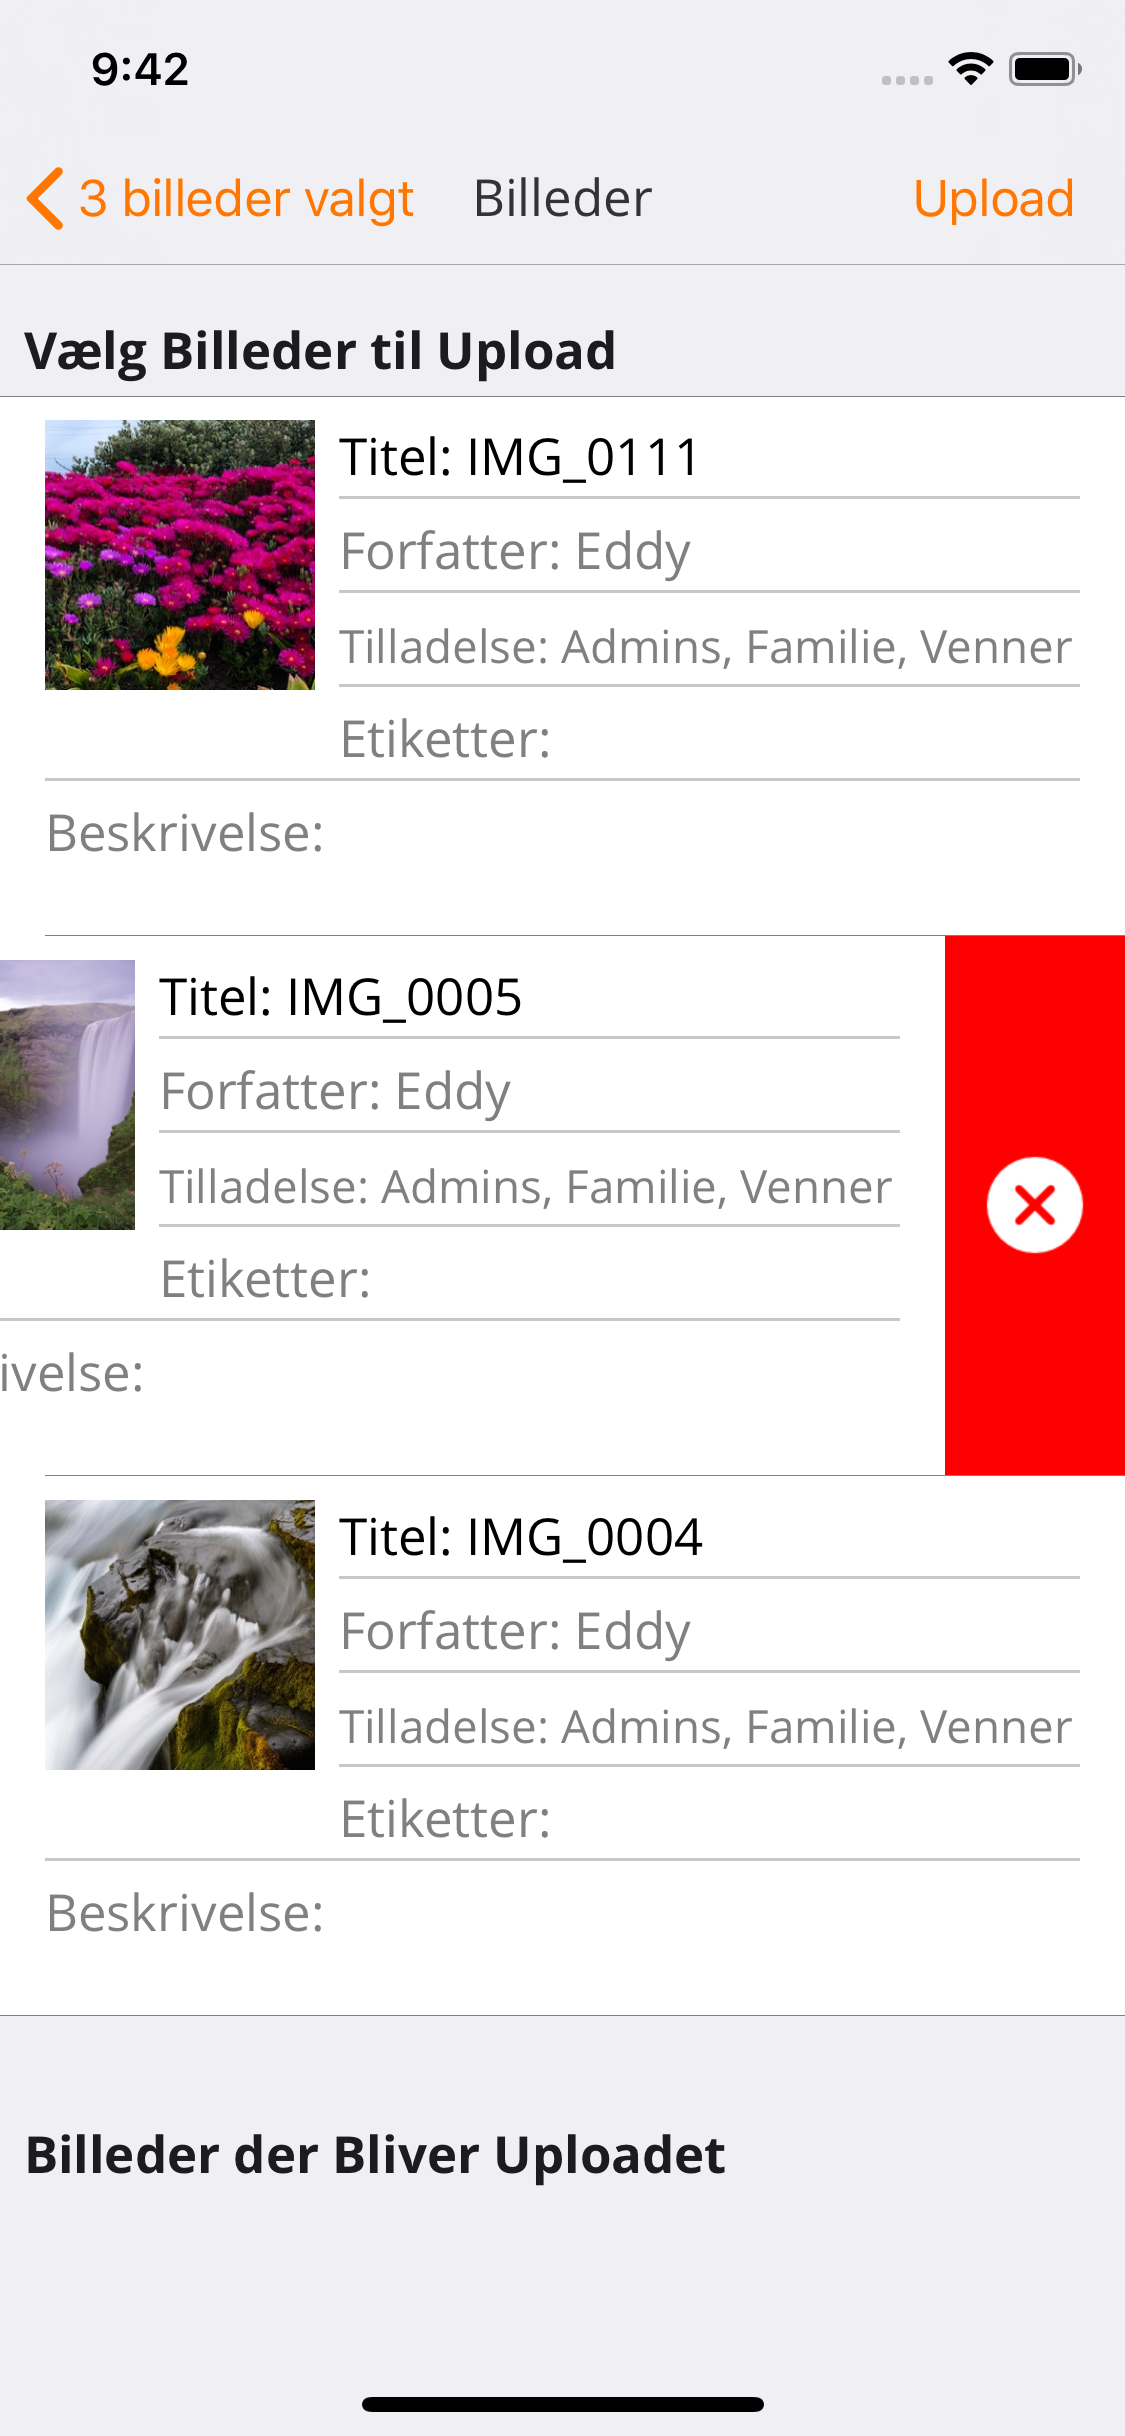 9:42
3 billeder valgt Billeder Upload
Vælg Billeder til Upload
Titel: IMG_0111
Forfatter: Eddy
Tilladelse: Admins, Familie, Venner
Etiketter:
Beskrivelse:
Titel: IMG_0005
Forfatter: Eddy
Tilladelse: Admins, Familie, Venner
Etiketter:
ivelse:
Titel: IMG_0004
Forfatter: Eddy
Tilladelse: Admins, Familie, Venner
Etiketter:
Beskrivelse:
Billeder der Bliver Uploadet